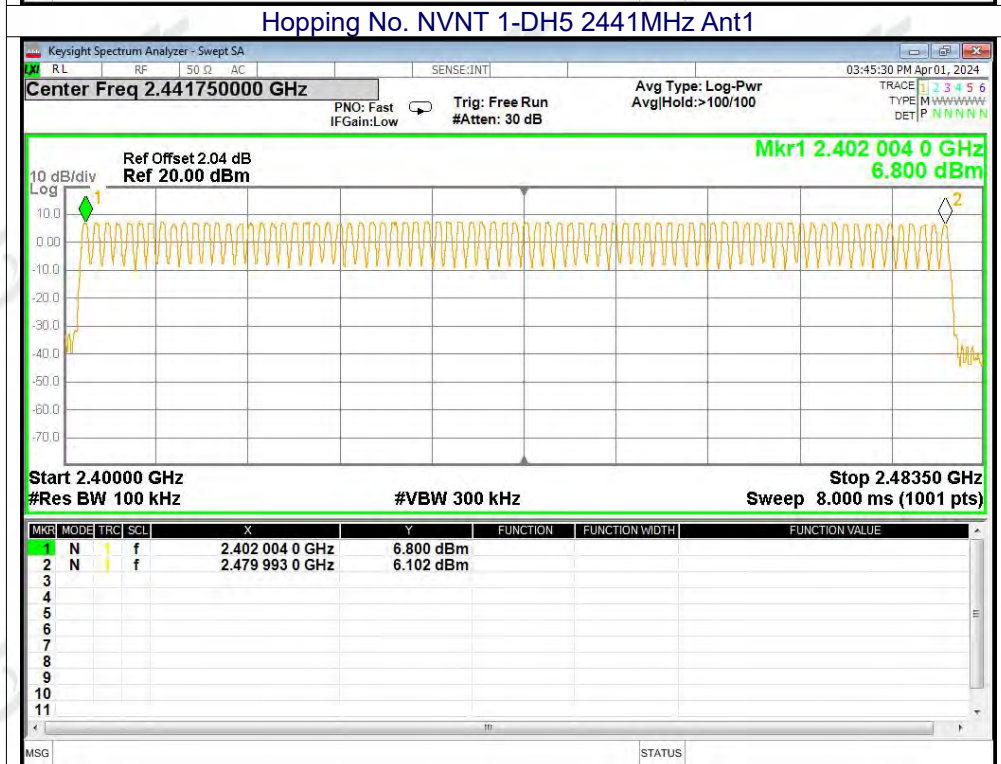 Hopping No. NVNT 1-DH5 2441MHz Ant1
Keysight Spectrum Analyzer - Swept SA
LXI RL RF 50 Ω AC SENSE:INT 03:45:30 PM Apr 01, 2024
Center Freq 2.441750000 GHz
PNO: Fast
IFGain:Low
Trig: Free Run
#Atten: 30 dB
Avg Type: Log-Pwr
Avg|Hold:>100/100
TRACE 1 2 3 4 5 6
TYPE M WWWWW
DET P N N N N N
Mkr1 2.402 004 0 GHz
6.800 dBm
Ref Offset 2.04 dB
10 dB/div Ref 20.00 dBm
Log
1
2
10.0
0.00
-10.0
-20.0
-30.0
-40.0
-50.0
-60.0
-70.0
Start 2.40000 GHz Stop 2.48350 GHz
#Res BW 100 kHz #VBW 300 kHz Sweep 8.000 ms (1001 pts)
MKR MODE TRC SCL X Y FUNCTION FUNCTION WIDTH FUNCTION VALUE
1 N 1 f 2.402 004 0 GHz 6.800 dBm
2 N 1 f 2.479 993 0 GHz 6.102 dBm
3
4
5
6
7
8
9
10
11
MSG STATUS